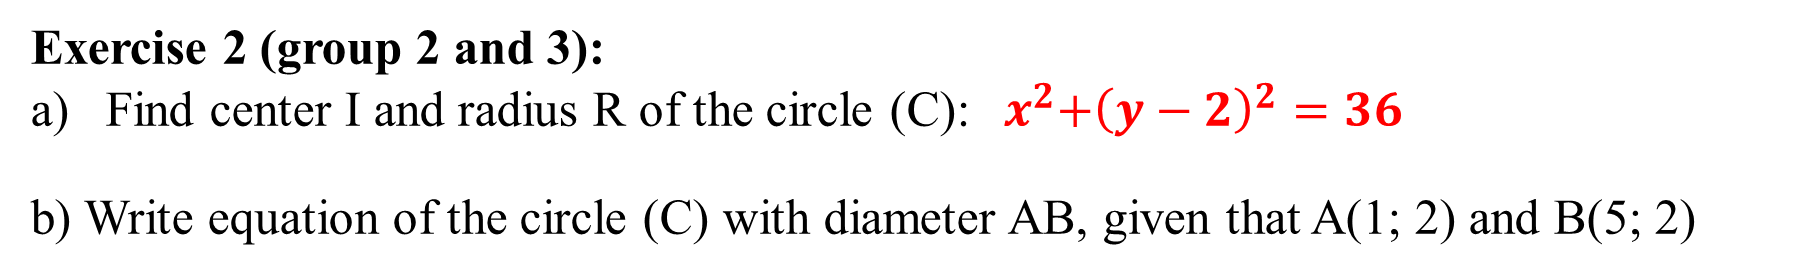 Exercise 2 (group 2 and 3):
a) Find center I and radius R of the circle (C): x²+(y − 2)² = 36
b) Write equation of the circle (C) with diameter AB, given that A(1; 2) and B(5; 2)